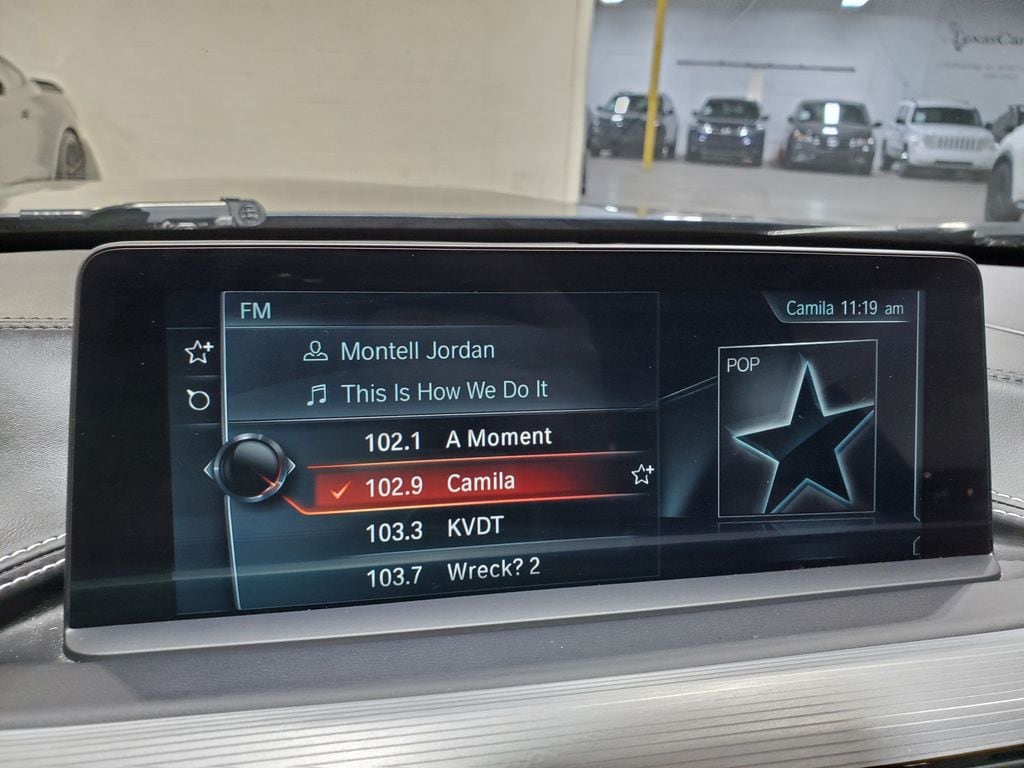 TexasCar
FM
Camila 11:19 am
Montell Jordan
This Is How We Do It
POP
102.1 A Moment
102.9 Camila
103.3 KVDT
103.7 Wreck? 2